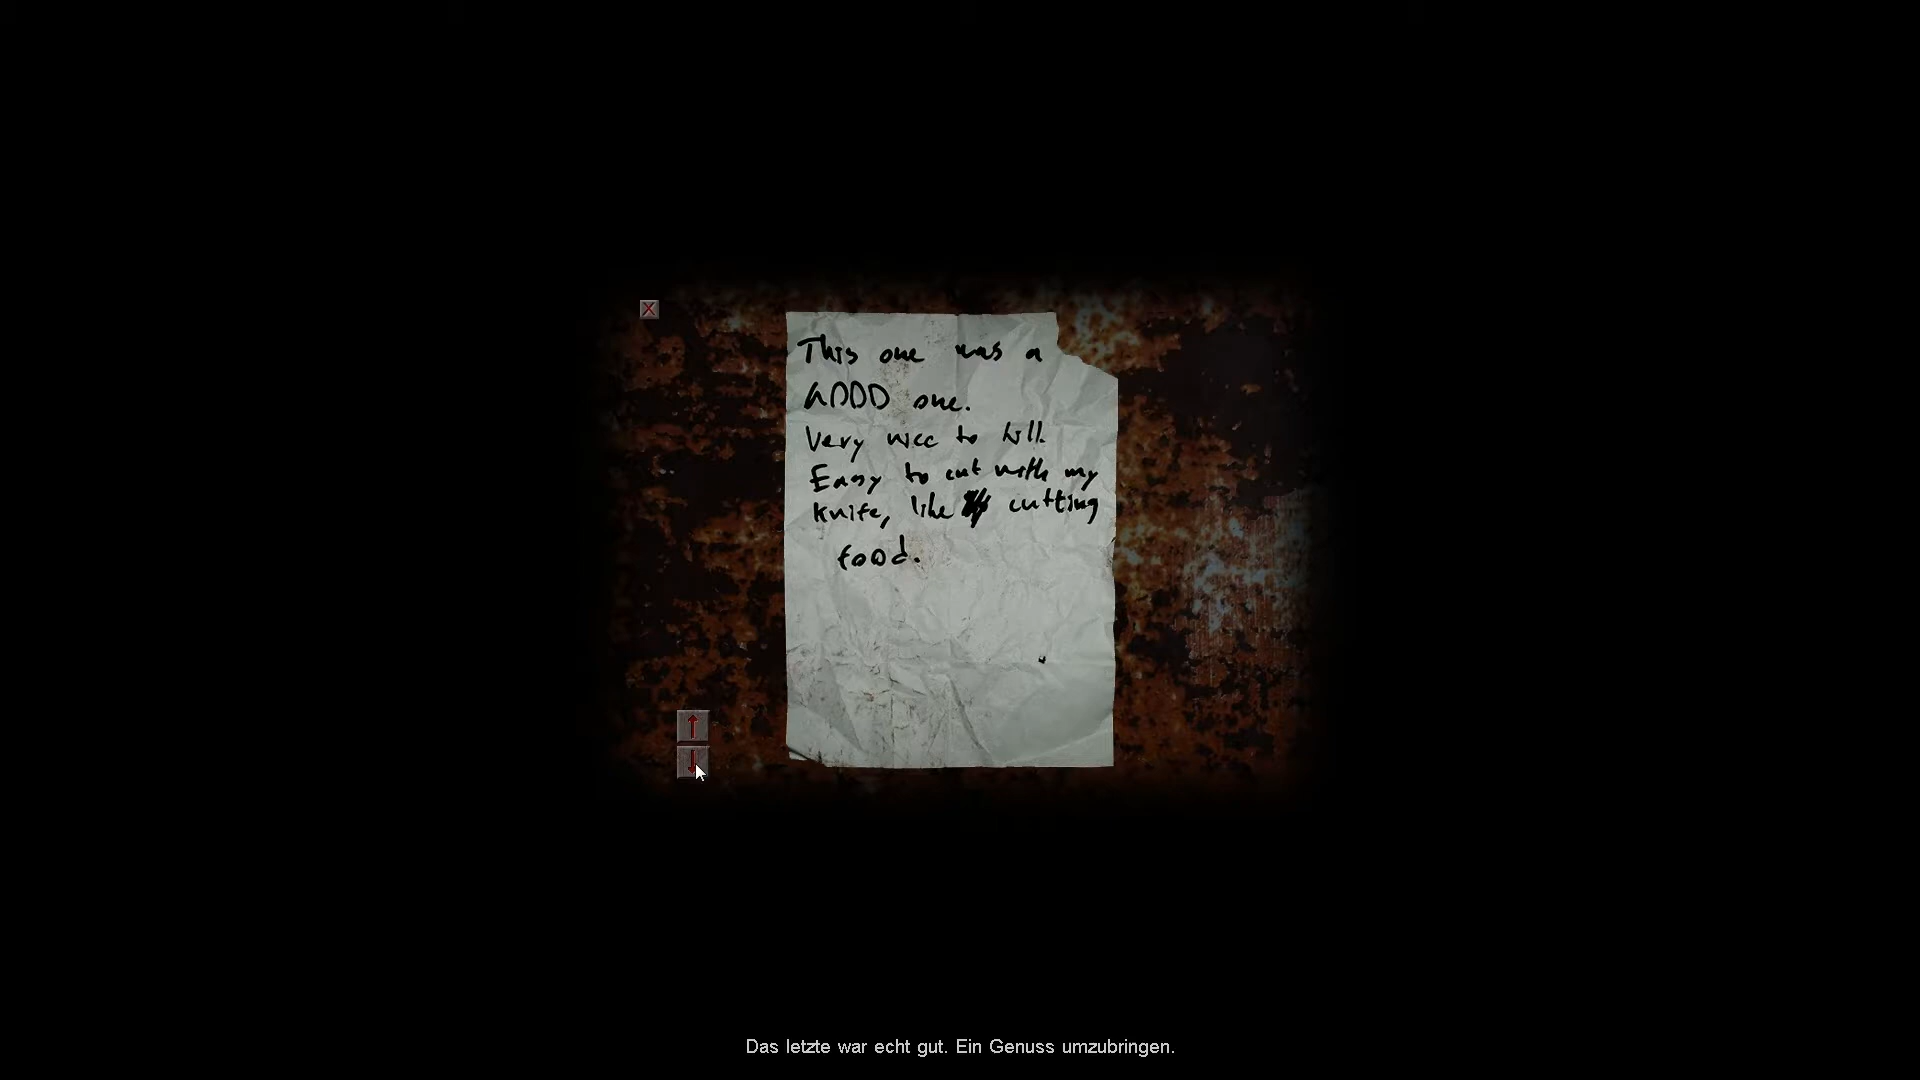 This one was a
GOOD one.
Very nice to kill.
Easy to cut with my
knife, like cutting
food.
Das letzte war echt gut. Ein Genuss umzubringen.